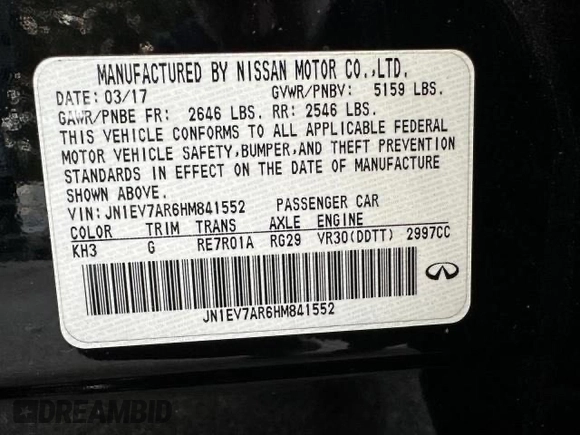 MANUFACTURED BY NISSAN MOTOR CO.,LTD.
DATE: 03/17 GVWR/PNBV: 5159 LBS.
GAWR/PNBE FR: 2646 LBS. RR: 2546 LBS.
THIS VEHICLE CONFORMS TO ALL APPLICABLE FEDERAL
MOTOR VEHICLE SAFETY,BUMPER,AND THEFT PREVENTION
STANDARDS IN EFFECT ON THE DATE OF MANUFACTURE
SHOWN ABOVE.
VIN: JN1EV7AR6HM841552 PASSENGER CAR
COLOR TRIM TRANS AXLE ENGINE
KH3 G RE7R01A RG29 VR30(DDTT) 2997CC
JN1EV7AR6HM841552
DREAMBID